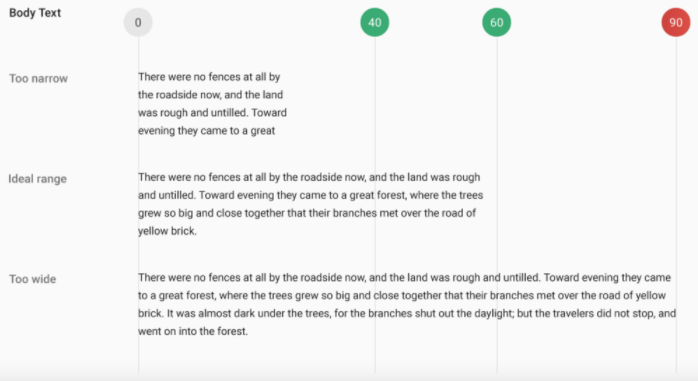 Body Text
0
40
60
90
Too narrow
There were no fences at all by
the roadside now, and the land
was rough and untilled. Toward
evening they came to a great
Ideal range
There were no fences at all by the roadside now, and the land was rough
and untilled. Toward evening they came to a great forest, where the trees
grew so big and close together that their branches met over the road of
yellow brick.
Too wide
There were no fences at all by the roadside now, and the land was rough and untilled. Toward evening they came
to a great forest, where the trees grew so big and close together that their branches met over the road of yellow
brick. It was almost dark under the trees, for the branches shut out the daylight; but the travelers did not stop, and
went on into the forest.